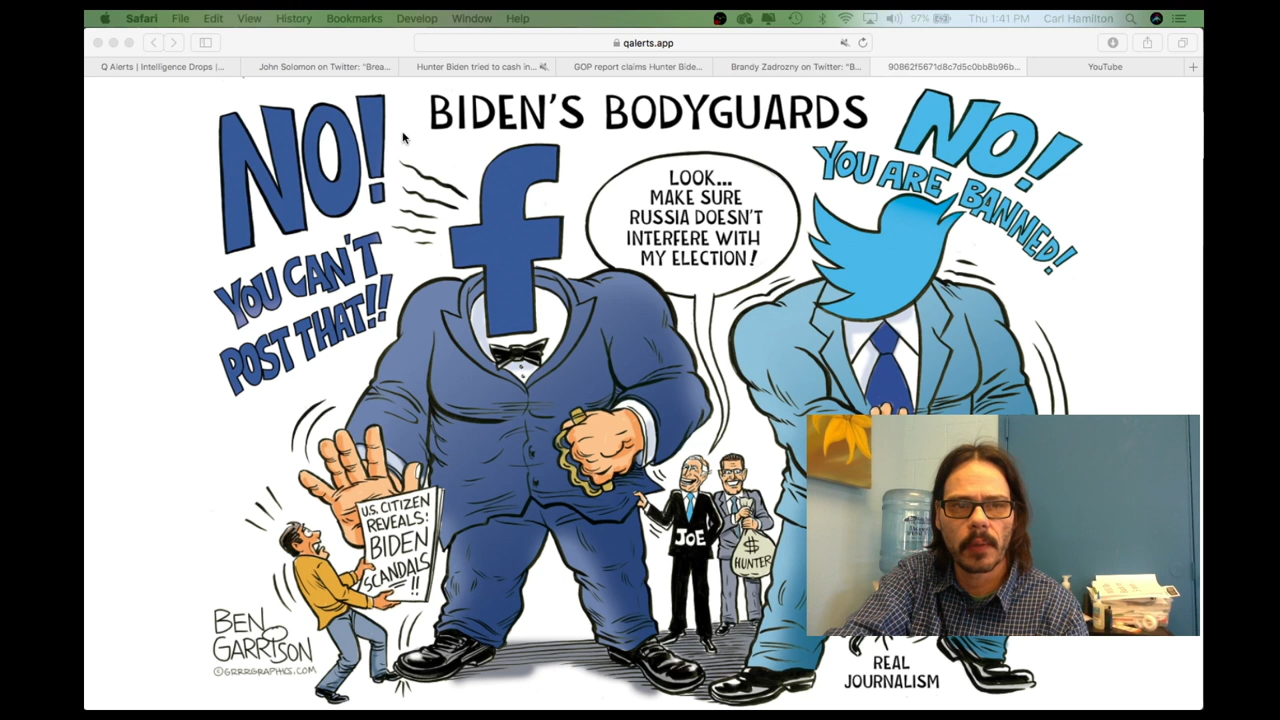 Safari File Edit View History Bookmarks Develop Window Help 97% Thu 1:41 PM Carl Hamilton
qalerts.app
Q Alerts | Intelligence Drops |... John Solomon on Twitter: "Brea... Hunter Biden tried to cash in... GOP report claims Hunter Bide... Brandy Zadrozny on Twitter: "B... 90862f5671d8c7d5c0bb8b96b... YouTube
BIDEN'S BODYGUARDS
NO!
YOU CAN'T
POST THAT!!
f
LOOK...
MAKE SURE
RUSSIA DOESN'T
INTERFERE WITH
MY ELECTION!
NO!
YOU ARE BANNED!
U.S. CITIZEN
REVEALS:
BIDEN
SCANDALS
!!
JOE
$
HUNTER
BEN
GARRISON
©GRRRGRAPHICS.COM
REAL
JOURNALISM